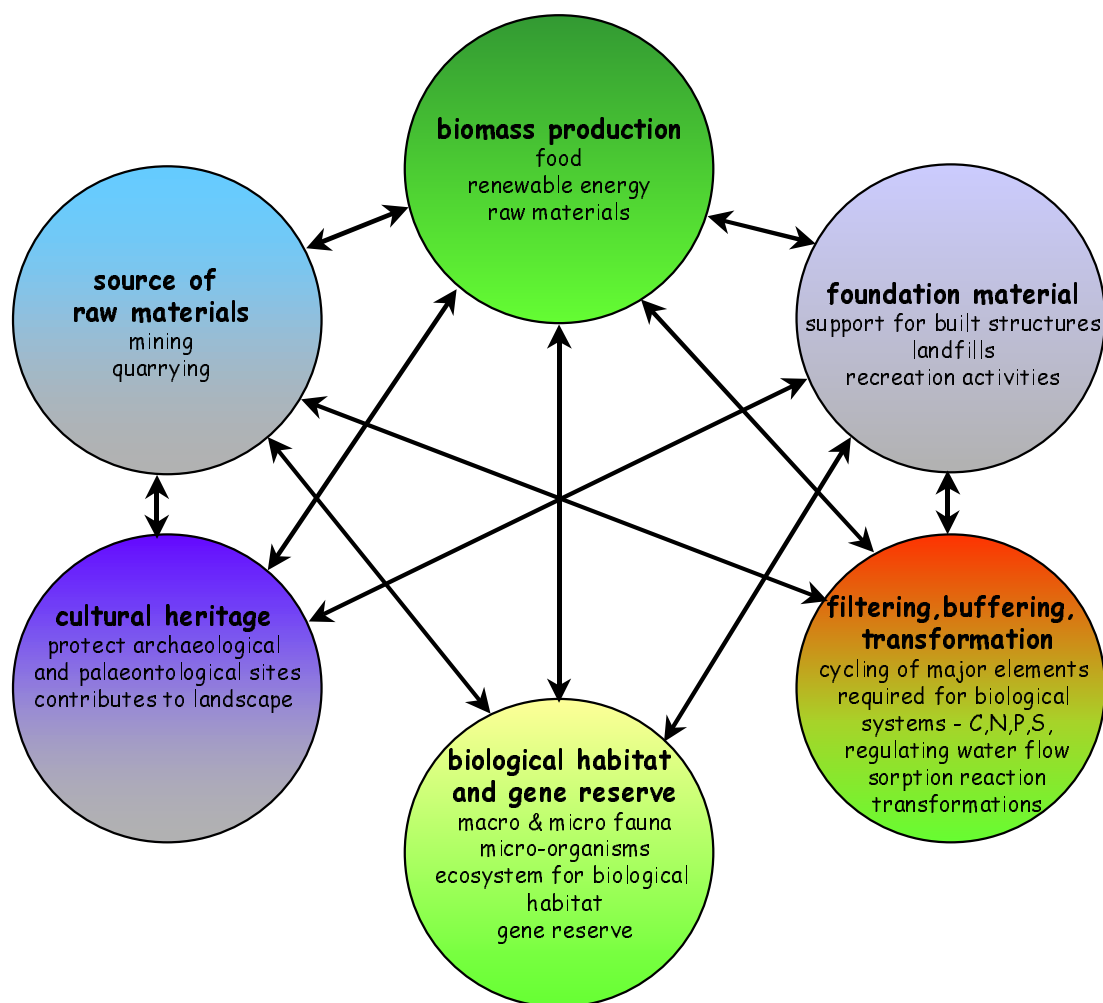 biomass production
food
renewable energy
raw materials
source of
raw materials
mining
quarrying
foundation material
support for built structures
landfills
recreation activities
cultural heritage
protect archaeological
and palaeontological sites
contributes to landscape
filtering,buffering,
transformation
cycling of major elements
required for biological
systems - C,N,P,S,
regulating water flow
sorption reaction
transformations
biological habitat
and gene reserve
macro & micro fauna
micro-organisms
ecosystem for biological
habitat
gene reserve